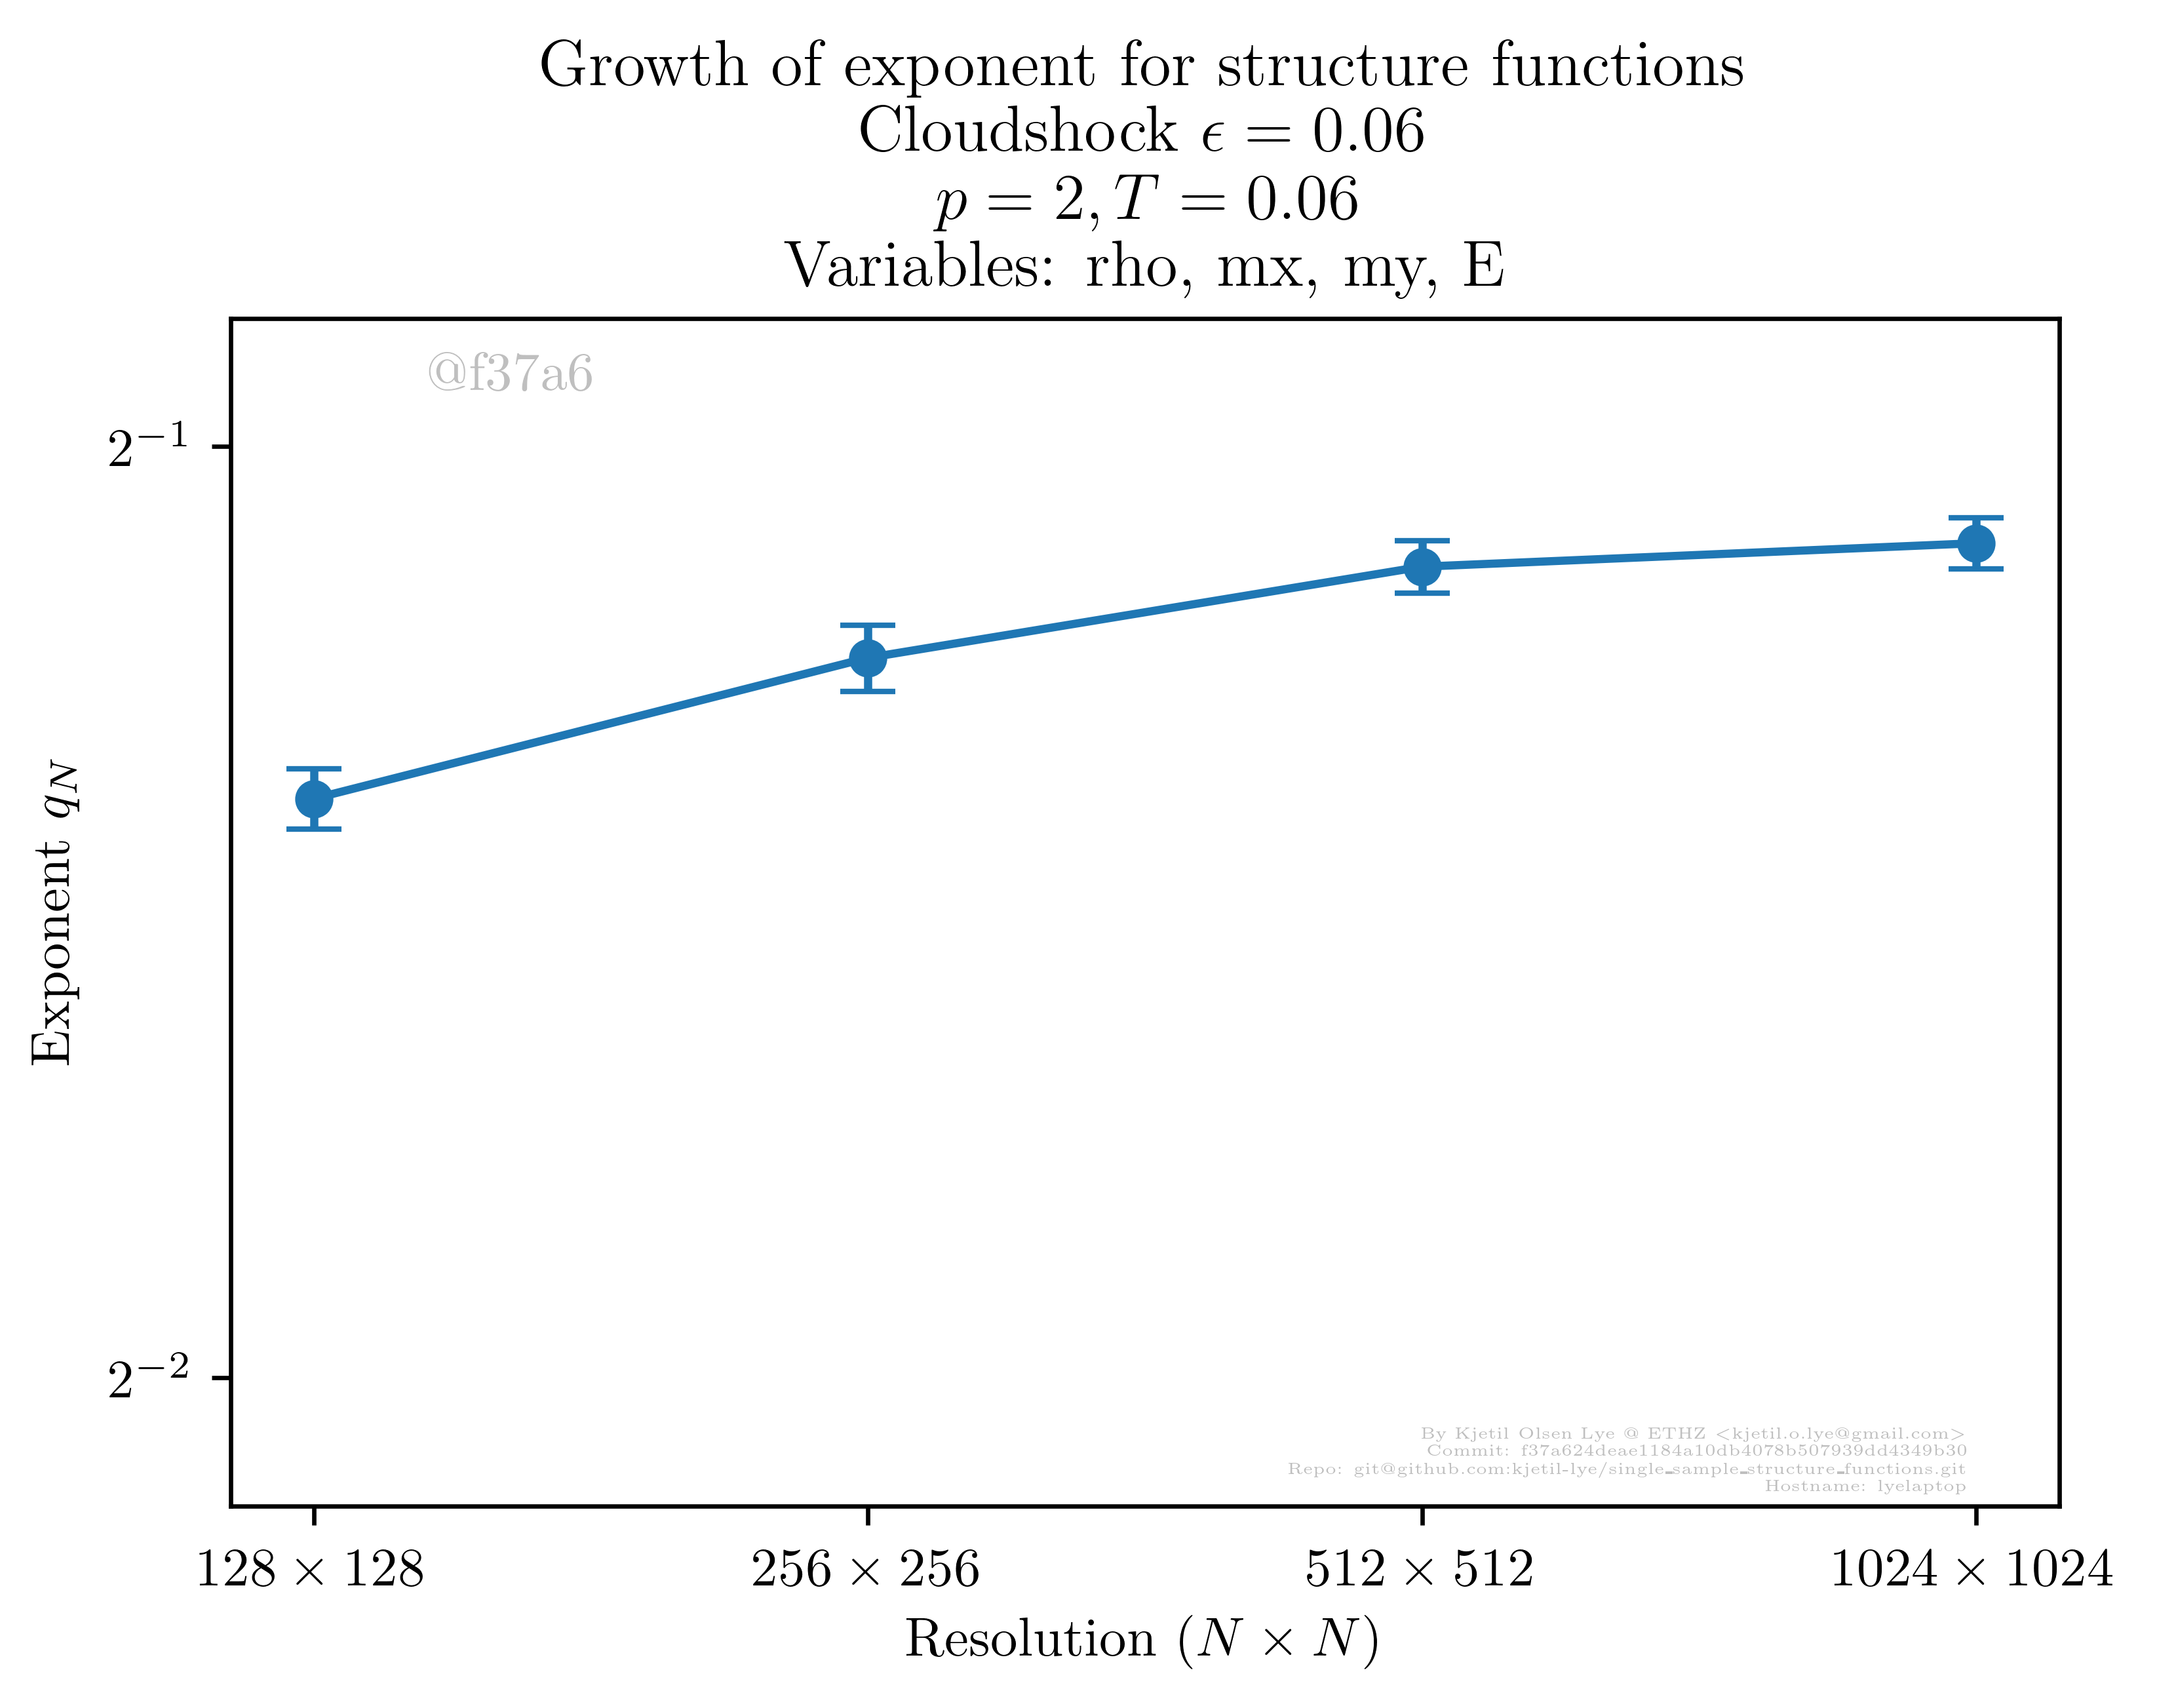 Growth of exponent for structure functions
Cloudshock ϵ = 0.06
p = 2, T = 0.06
Variables: rho, mx, my, E
@f37a6
2⁻¹
Exponent q_N
2⁻²
By Kjetil Olsen Lye @ ETHZ <kjetil.o.lye@gmail.com>
Commit: f37a624deae1184a10db4078b507939dd4349b30
Repo: git@github.com:kjetil-lye/single_sample_structure_functions.git
Hostname: lyelaptop
128 × 128 256 × 256 512 × 512 1024 × 1024
Resolution (N × N)